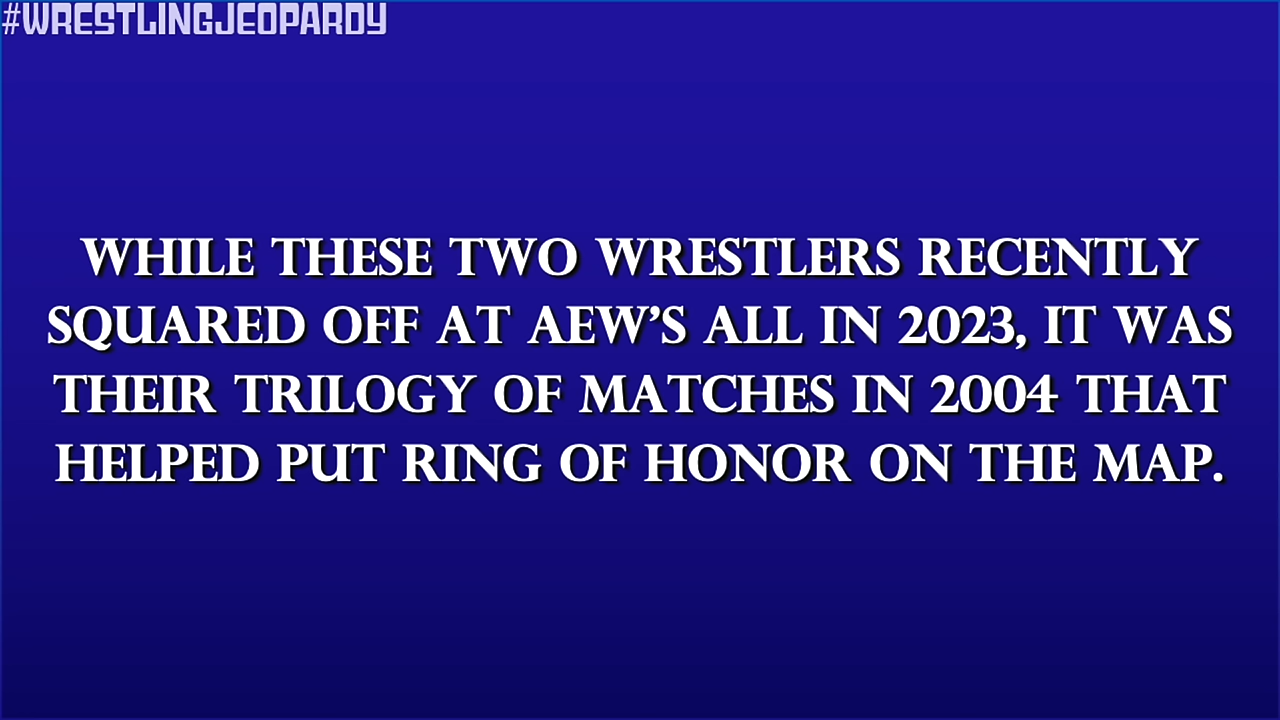 #WRESTLINGJEOPARDY
WHILE THESE TWO WRESTLERS RECENTLY
SQUARED OFF AT AEW’S ALL IN 2023, IT WAS
THEIR TRILOGY OF MATCHES IN 2004 THAT
HELPED PUT RING OF HONOR ON THE MAP.